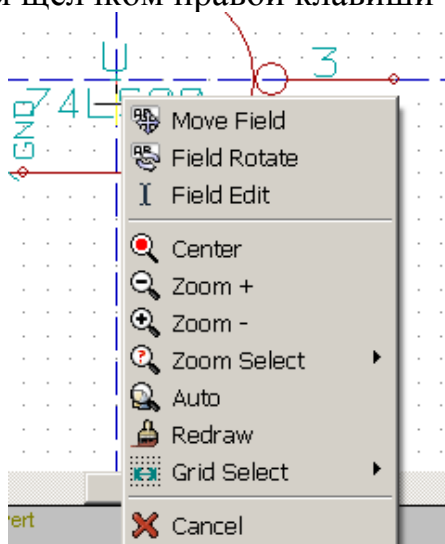 щелчком правой клавиши
U
3
74LS00
GND
Move Field
Field Rotate
Field Edit
Center
Zoom +
Zoom -
Zoom Select
Auto
Redraw
Grid Select
Cancel